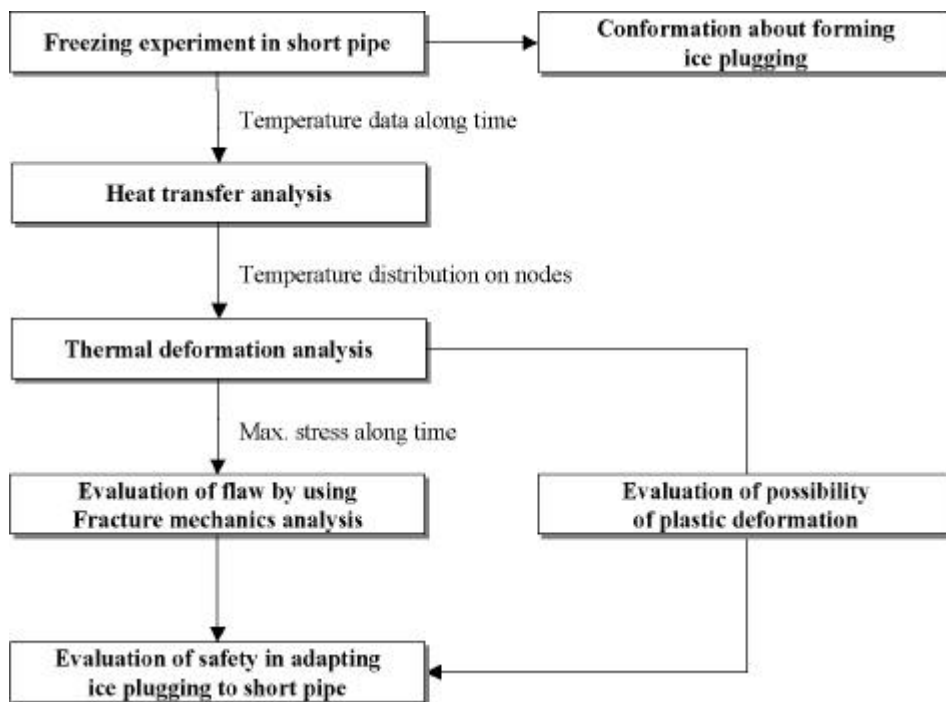 Freezing experiment in short pipe
Conformation about forming
ice plugging
Temperature data along time
Heat transfer analysis
Temperature distribution on nodes
Thermal deformation analysis
Max. stress along time
Evaluation of flaw by using
Fracture mechanics analysis
Evaluation of possibility
of plastic deformation
Evaluation of safety in adapting
ice plugging to short pipe